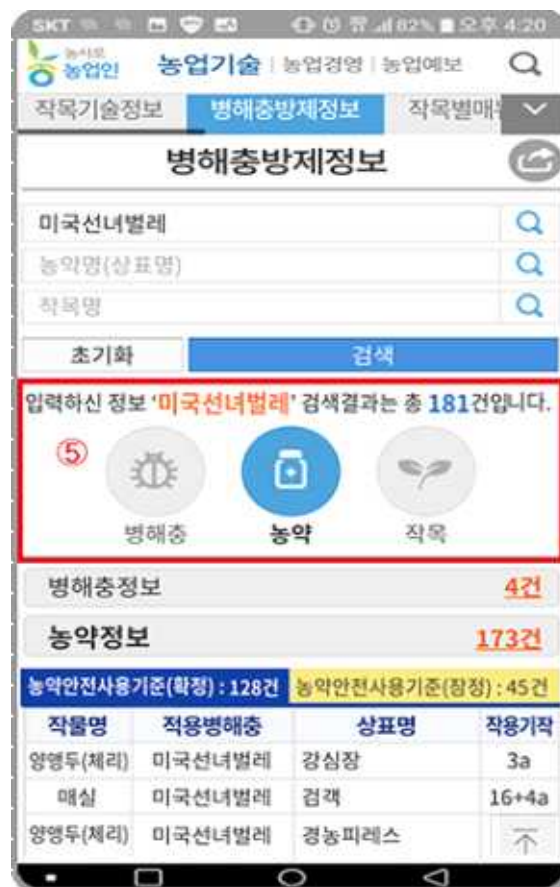 SKT 82% 오후 4:20
농사로
농업인 농업기술 | 농업경영 | 농업예보
작목기술정보 병해충방제정보 작목별매
병해충방제정보
미국선녀벌레
농약명(상표명)
작목명
초기화 검색
입력하신 정보 '미국선녀벌레' 검색결과는 총 181건입니다.
⑤
병해충 농약 작목
병해충정보 4건
농약정보 173건
농약안전사용기준(확정) : 128건 농약안전사용기준(잠정) : 45건
작물명 적용병해충 상표명 작용기작
양앵두(체리) 미국선녀벌레 강심장 3a
매실 미국선녀벌레 검객 16+4a
양앵두(체리) 미국선녀벌레 경농피레스